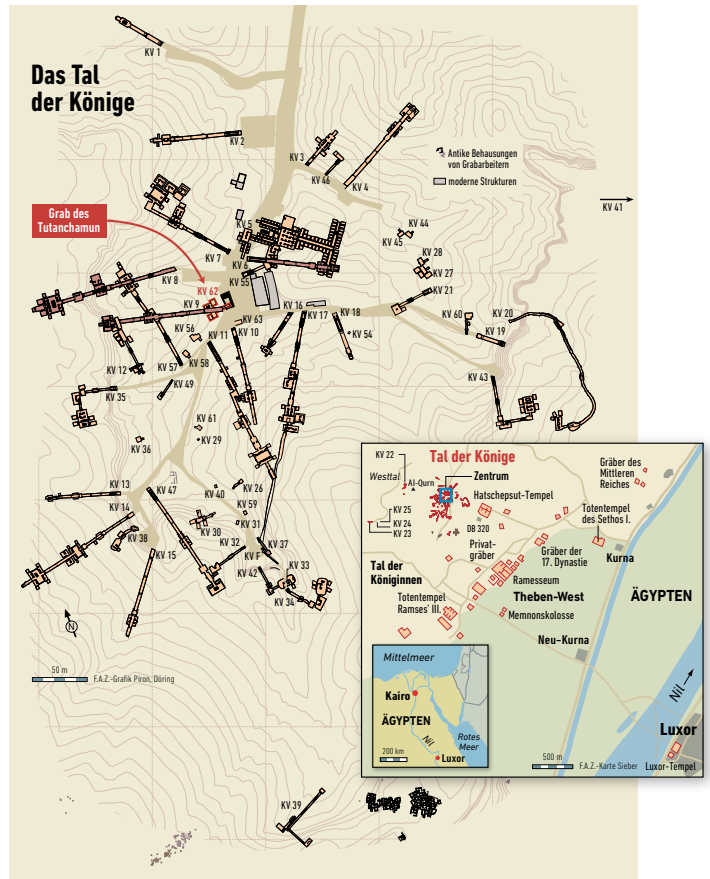 KV 1
Das Tal
der Könige
KV 2
KV 3
KV 46
KV 4
Antike Behausungen
von Grabarbeitern
moderne Strukturen
KV 41
Grab des
Tutanchamun
KV 5
KV 44
KV 45
KV 7
KV 6
KV 28
KV 27
KV 8
KV 55
KV 62
KV 21
KV 9
KV 16
KV 17
KV 18
KV 60
KV 20
KV 63
KV 56
KV 11
KV 10
KV 54
KV 19
KV 12
KV 57
KV 58
KV 43
KV 35
KV 49
KV 61
KV 36
KV 29
KV 13
KV 47
KV 40
KV 26
KV 14
KV 59
KV 30
KV 31
KV 38
KV 15
KV 32
KV F
KV 37
KV 42
KV 33
KV 34
N
50 m
F.A.Z.-Grafik Piron, Döring
KV 39
KV 22
Tal der Könige
Westtal
Al-Qurn
Zentrum
Hatschepsut-Tempel
Gräber des
Mittleren
Reiches
KV 25
KV 24
KV 23
DB 320
Totentempel
des Sethos I.
Privat-
gräber
Gräber der
17. Dynastie
Kurna
Tal der
Königinnen
Ramesseum
Theben-West
ÄGYPTEN
Totentempel
Ramses' III.
Memnonskolosse
Neu-Kurna
Nil
Luxor
Luxor-Tempel
500 m
F.A.Z.-Karte Sieber
Mittelmeer
Kairo
ÄGYPTEN
Nil
Rotes
Meer
200 km
Luxor